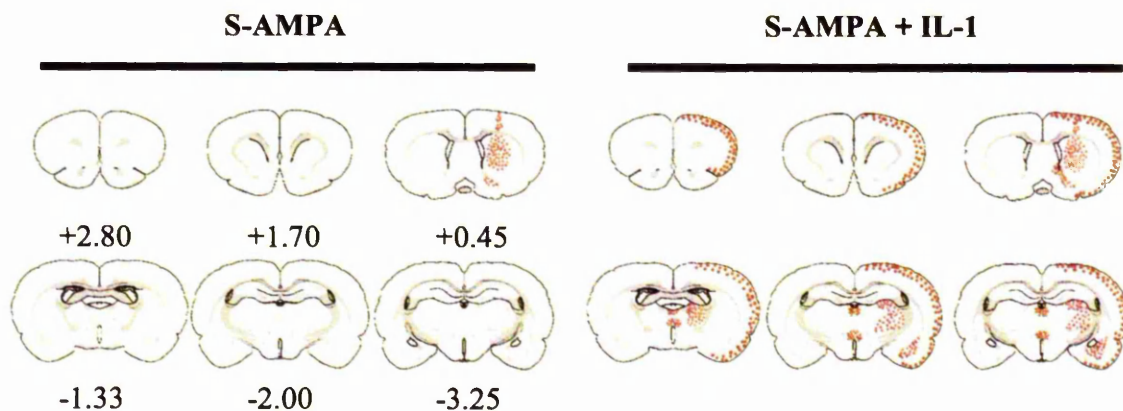 S-AMPA
S-AMPA + IL-1
+2.80 +1.70 +0.45
-1.33 -2.00 -3.25